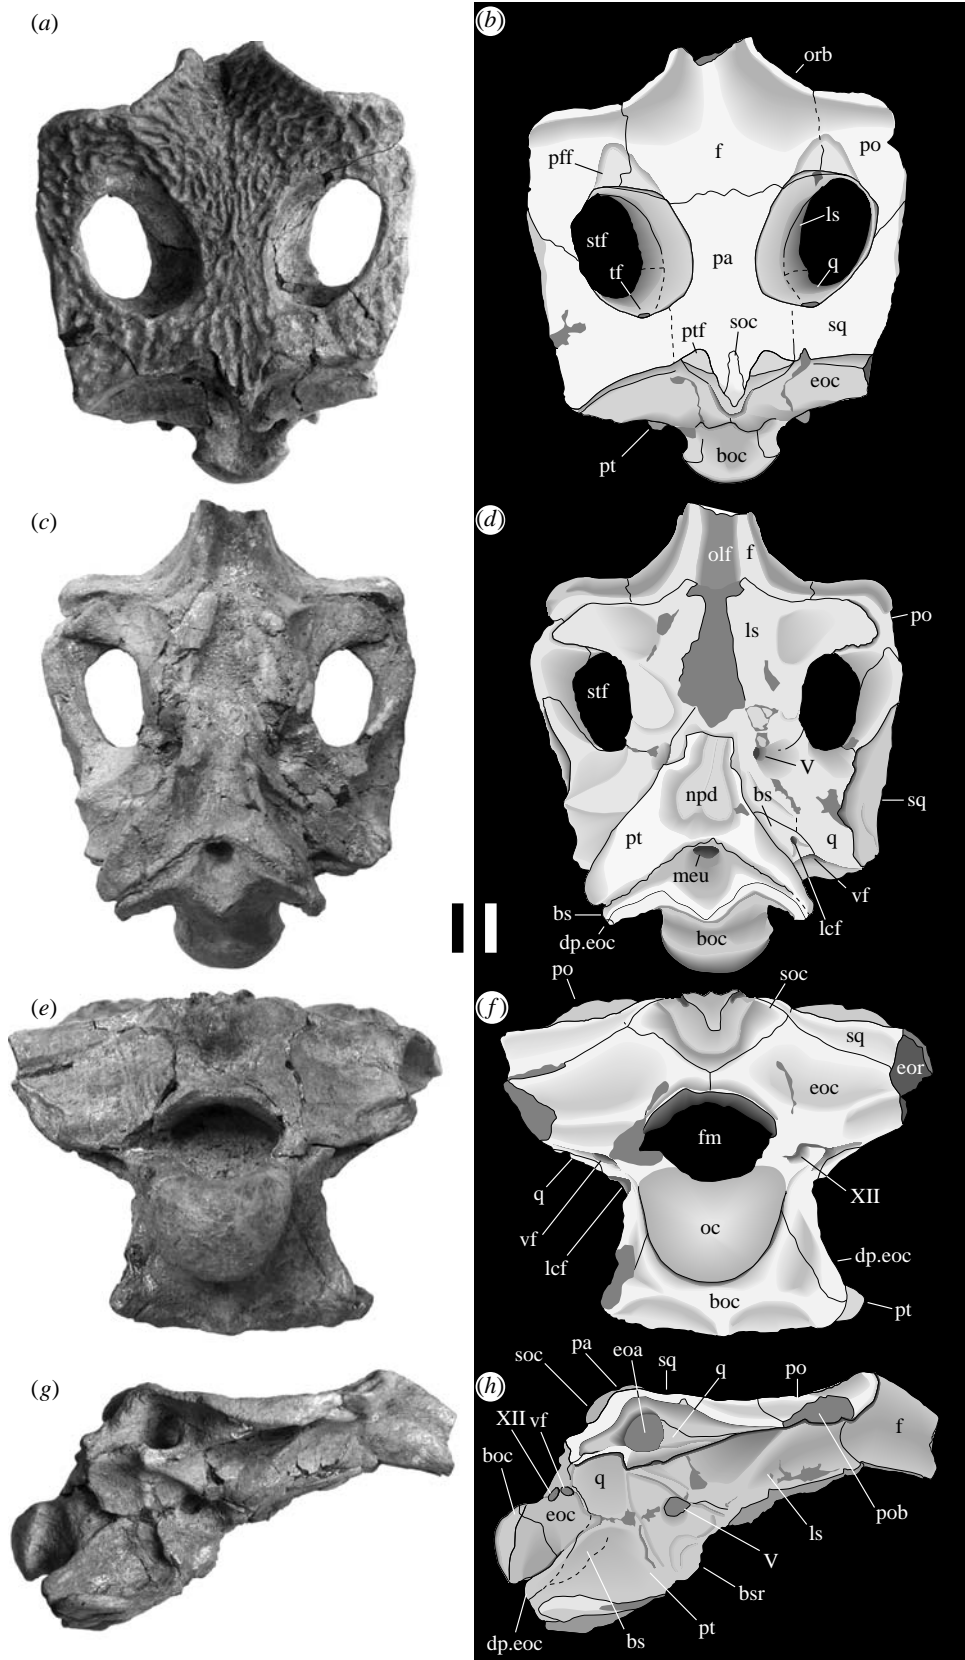 (a)
(b)
orb
po
f
pff
ls
stf
pa
q
tf
soc
ptf
sq
eoc
boc
pt
(c)
(d)
olf
f
po
ls
stf
V
npd
bs
sq
pt
q
meu
vf
bs
lcf
dp.eoc
boc
(e)
po
soc
(f)
sq
eor
eoc
fm
q
XII
vf
oc
lcf
dp.eoc
boc
pt
(g)
pa
eoa
soc
sq
q
po
(h)
XII vf
f
boc
q
eoc
ls
pob
V
bsr
dp.eoc
bs
pt